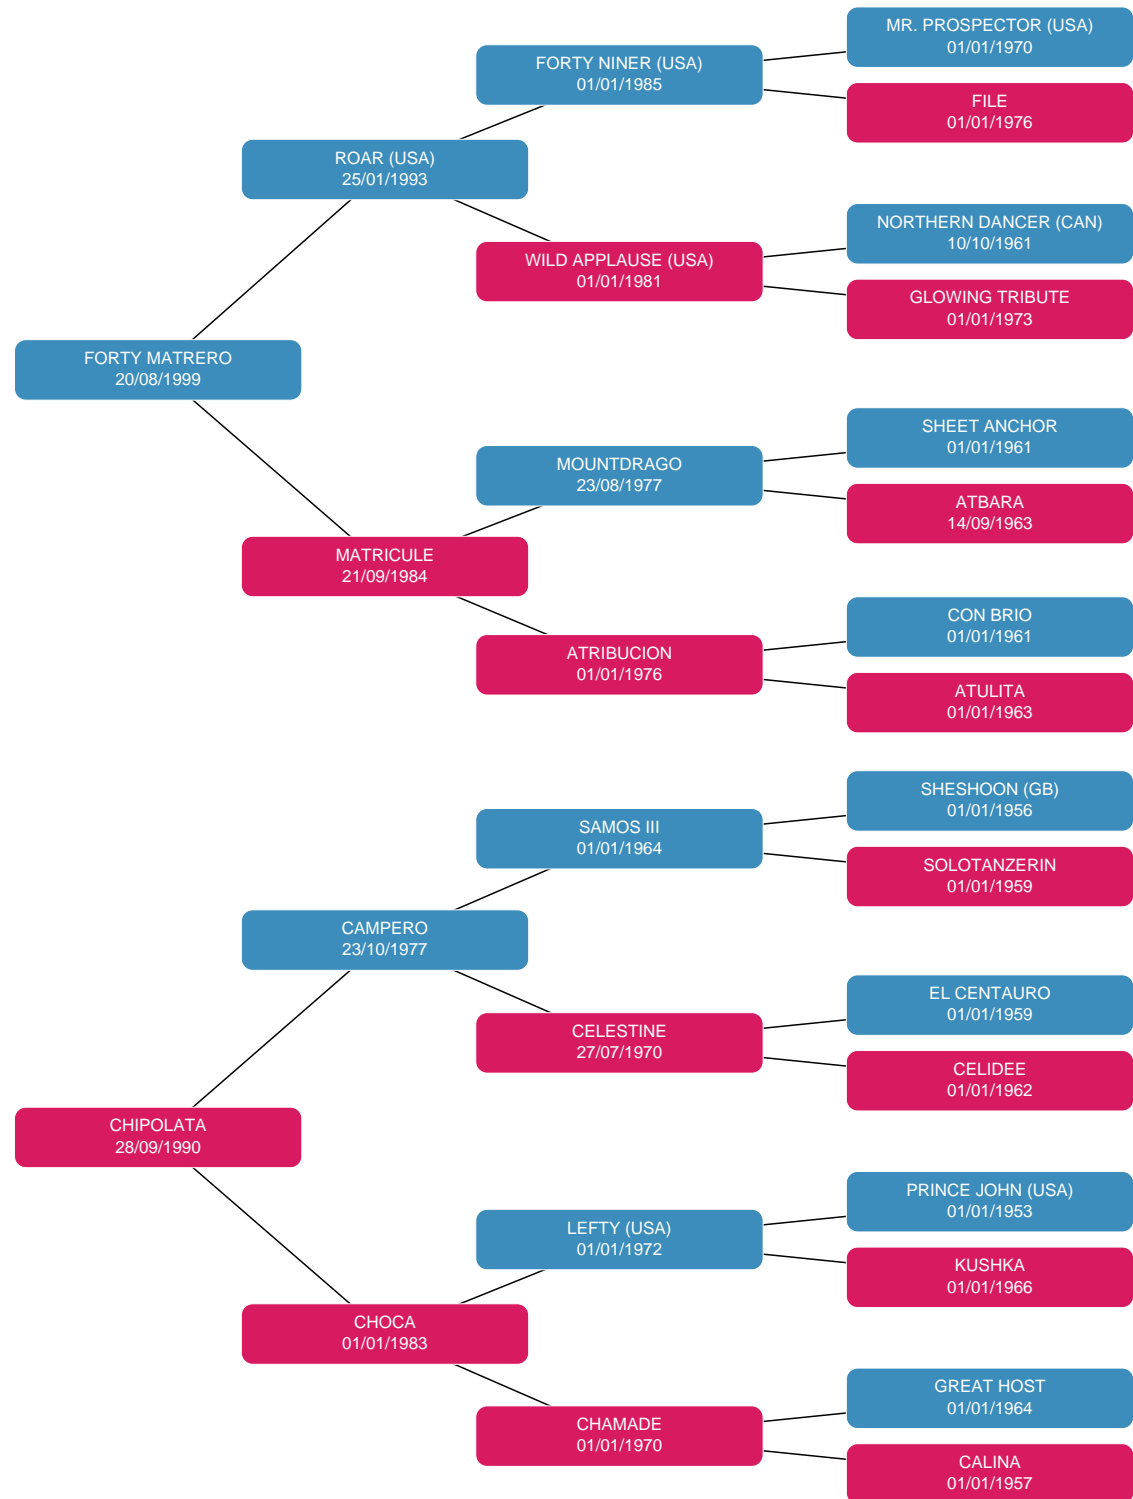 MR. PROSPECTOR (USA)
01/01/1970
FORTY NINER (USA)
01/01/1985
FILE
01/01/1976
ROAR (USA)
25/01/1993
NORTHERN DANCER (CAN)
10/10/1961
WILD APPLAUSE (USA)
01/01/1981
GLOWING TRIBUTE
01/01/1973
FORTY MATRERO
20/08/1999
SHEET ANCHOR
01/01/1961
MOUNTDRAGO
23/08/1977
ATBARA
14/09/1963
MATRICULE
21/09/1984
CON BRIO
01/01/1961
ATRIBUCION
01/01/1976
ATULITA
01/01/1963
SHESHOON (GB)
01/01/1956
SAMOS III
01/01/1964
SOLOTANZERIN
01/01/1959
CAMPERO
23/10/1977
EL CENTAURO
01/01/1959
CELESTINE
27/07/1970
CELIDEE
01/01/1962
CHIPOLATA
28/09/1990
PRINCE JOHN (USA)
01/01/1953
LEFTY (USA)
01/01/1972
KUSHKA
01/01/1966
CHOCA
01/01/1983
GREAT HOST
01/01/1964
CHAMADE
01/01/1970
CALINA
01/01/1957